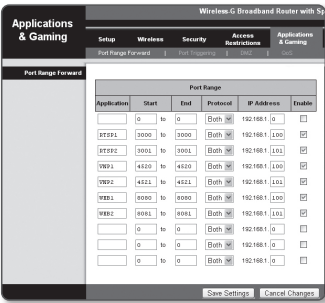 Wireless-G Broadband Router with Sp
Applications & Gaming
Setup Wireless Security Access Restrictions Applications & Gaming
Port Range Forward | Port Triggering | DMZ | QoS
Port Range Forward
Port Range
Application Start End Protocol IP Address Enable
0 to 0 Both 192.168.1. 0
RTSP1 3000 to 3000 Both 192.168.1. 100
RTSP2 3001 to 3001 Both 192.168.1. 101
VNP1 4520 to 4520 Both 192.168.1. 100
VNP2 4521 to 4521 Both 192.168.1. 101
WEB1 8080 to 8080 Both 192.168.1. 100
WEB2 8081 to 8081 Both 192.168.1. 101
0 to 0 Both 192.168.1. 0
0 to 0 Both 192.168.1. 0
0 to 0 Both 192.168.1. 0
Save Settings Cancel Changes